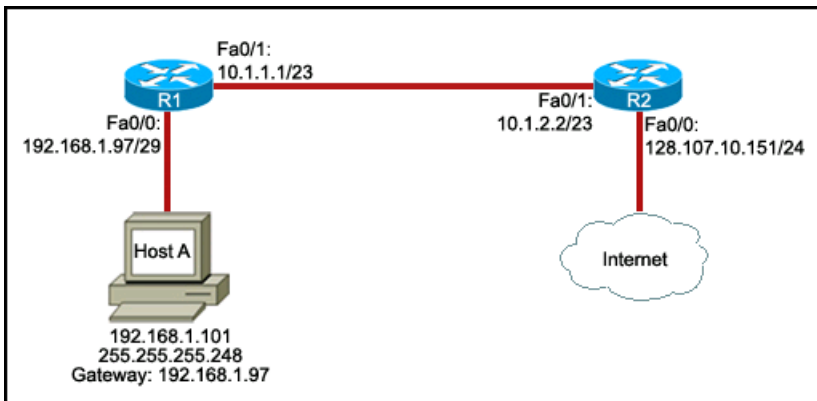 Fa0/1:
10.1.1.1/23
R1
R2
Fa0/0:
192.168.1.97/29
Fa0/1:
10.1.2.2/23
Fa0/0:
128.107.10.151/24
Host A
Internet
192.168.1.101
255.255.255.248
Gateway: 192.168.1.97